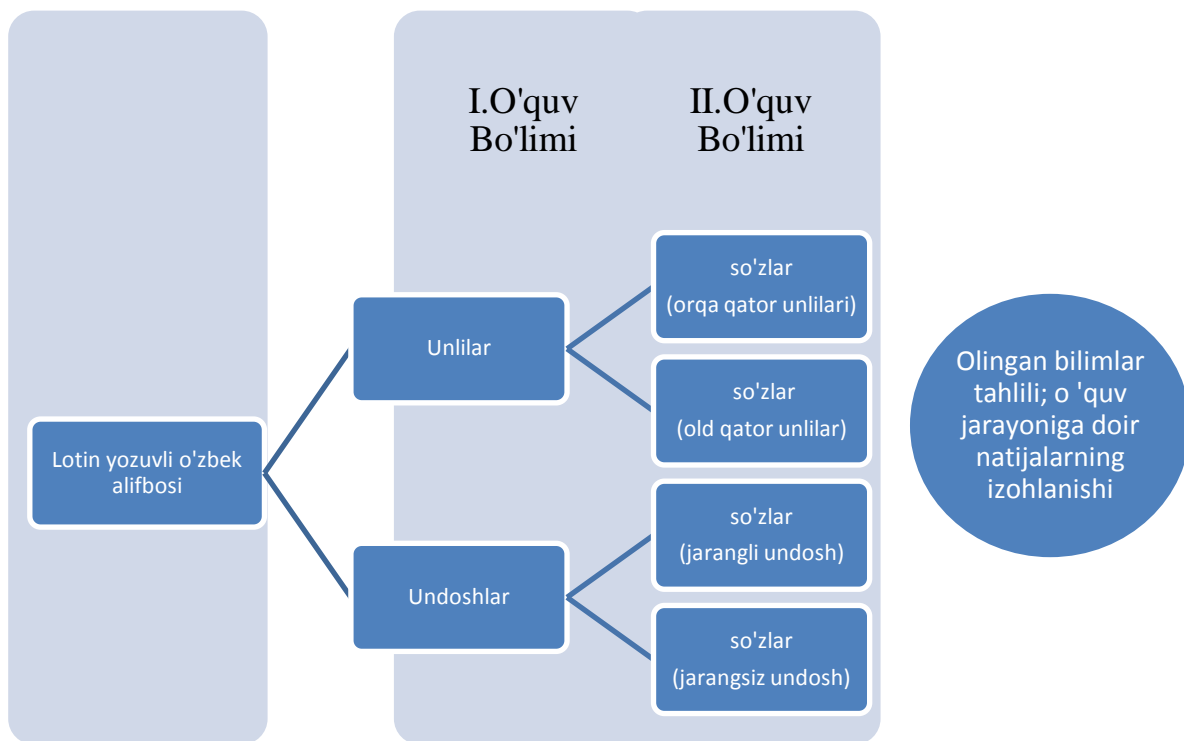 I.O'quv
Bo'limi
II.O'quv
Bo'limi
Lotin yozuvli o'zbek
alifbosi
Unlilar
Undoshlar
so'zlar
(orqa qator unlilari)
so'zlar
(old qator unlilar)
so'zlar
(jarangli undosh)
so'zlar
(jarangsiz undosh)
Olingan bilimlar
tahlili; o 'quv
jarayoniga doir
natijalarning
izohlanishi